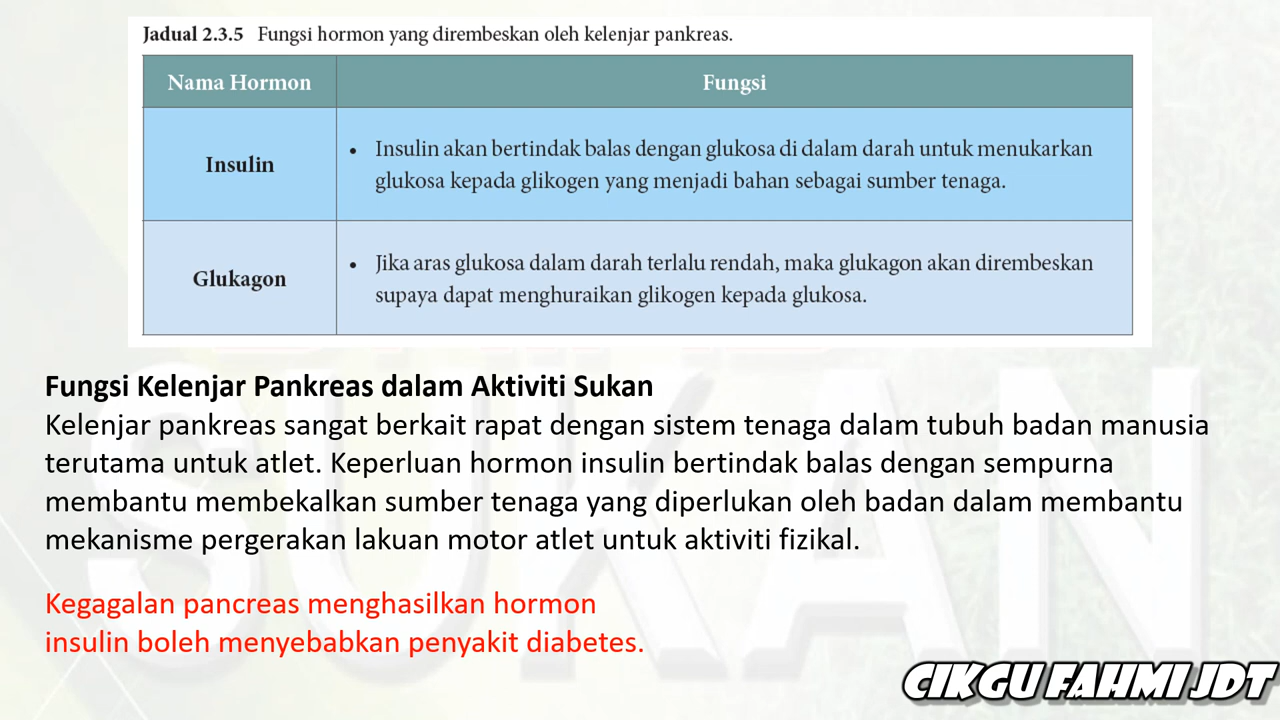 Jadual 2.3.5 Fungsi hormon yang dirembeskan oleh kelenjar pankreas.
Nama Hormon
Fungsi
Insulin
• Insulin akan bertindak balas dengan glukosa di dalam darah untuk menukarkan
glukosa kepada glikogen yang menjadi bahan sebagai sumber tenaga.
Glukagon
• Jika aras glukosa dalam darah terlalu rendah, maka glukagon akan dirembeskan
supaya dapat menghuraikan glikogen kepada glukosa.
Fungsi Kelenjar Pankreas dalam Aktiviti Sukan
Kelenjar pankreas sangat berkait rapat dengan sistem tenaga dalam tubuh badan manusia
terutama untuk atlet. Keperluan hormon insulin bertindak balas dengan sempurna
membantu membekalkan sumber tenaga yang diperlukan oleh badan dalam membantu
mekanisme pergerakan lakuan motor atlet untuk aktiviti fizikal.
Kegagalan pancreas menghasilkan hormon
insulin boleh menyebabkan penyakit diabetes.
SUKAN
CIKGU FAHMI JDT